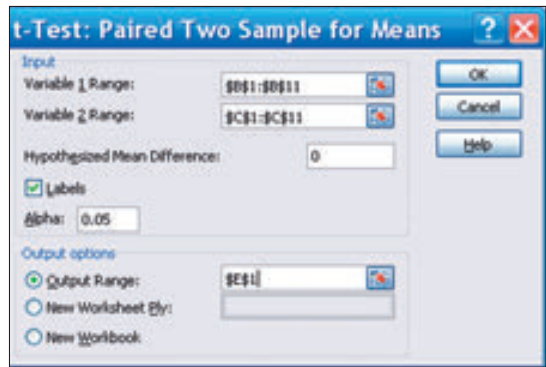 t-Test: Paired Two Sample for Means
Input
Variable 1 Range: $B$1:$B$11
Variable 2 Range: $C$1:$C$11
Hypothesized Mean Difference: 0
Labels
Alpha: 0.05
Output options
Output Range: $E$1
New Worksheet Ply:
New Workbook
OK
Cancel
Help